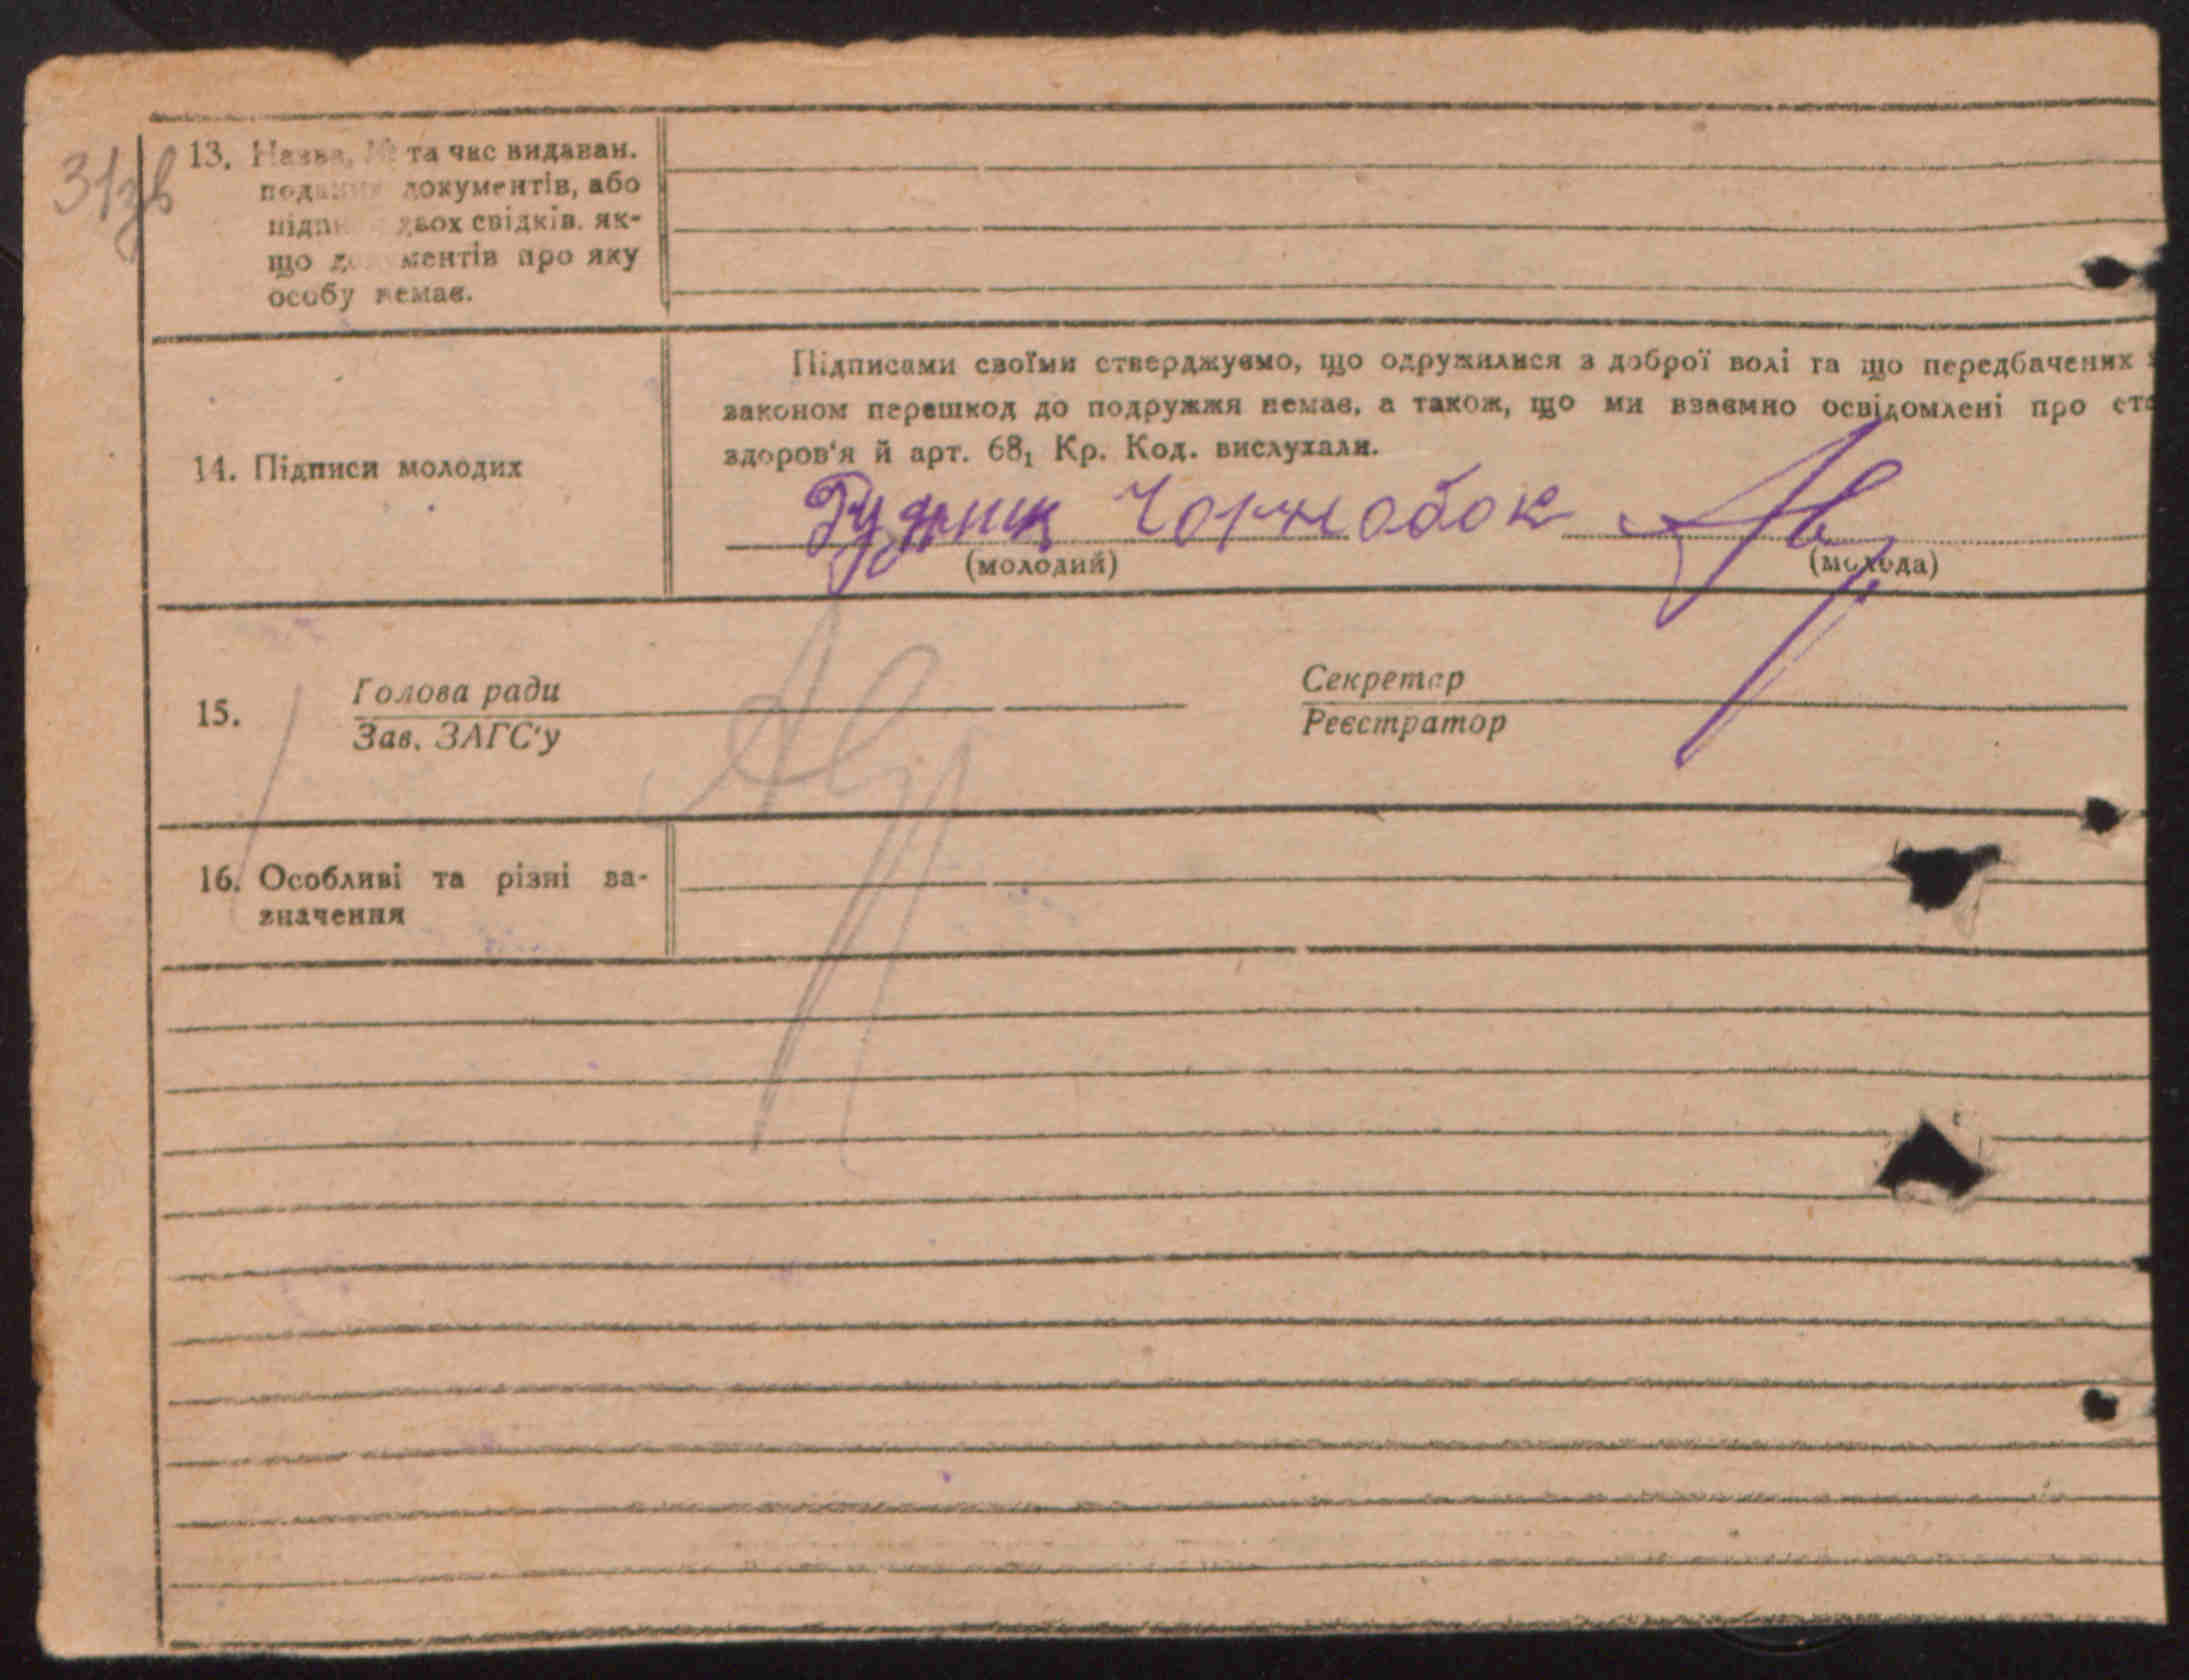 31зв
13. Назва, № та час видаван.
поданих документів, або
підпи двох свідків, як-
що документів про яку
особу немає.
14. Підписи молодих
Підписами своїми стверджуємо, що одружилися з доброї волі та що передбачених
законом перешкод до подружжя немає, а також, що ми взаємно освідомлені про ста
здоров'я й арт. 68₁ Кр. Код. вислухали.
Рудник Чорнобок
(молодий) (молода)
15. Голова ради
Зав. ЗАГС'у
Секретар
Реєстратор
16. Особливі та різні за-
значення